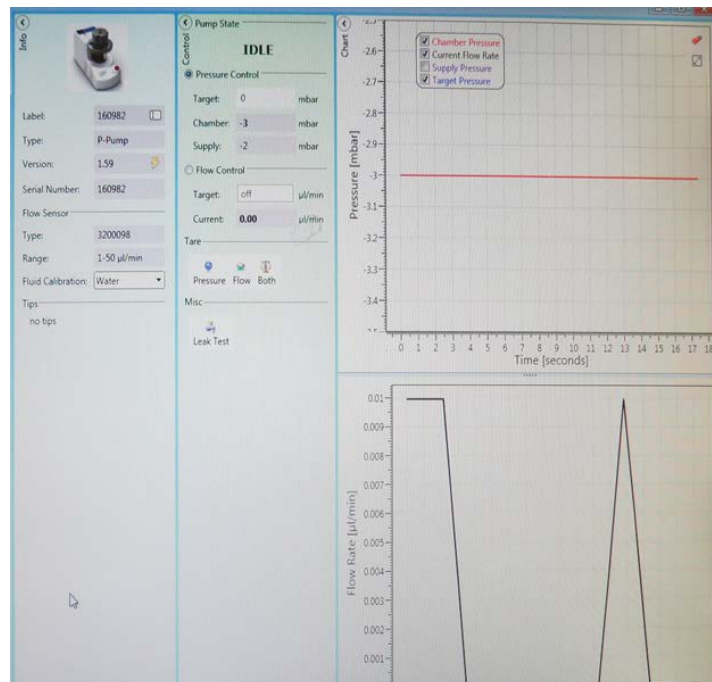 Info
Label: 160982
Type: P-Pump
Version: 1.59
Serial Number: 160982
Flow Sensor
Type: 3200098
Range: 1-50 µl/min
Fluid Calibration: Water
Tips
no tips
Control
Pump State
IDLE
Pressure Control
Target: 0 mbar
Chamber: -3 mbar
Supply: -2 mbar
Flow Control
Target: off µl/min
Current: 0.00 µl/min
Tare
Pressure Flow Both
Misc
Leak Test
Chart
Chamber Pressure
Current Flow Rate
Supply Pressure
Target Pressure
Pressure [mbar]
-2.6
-2.7
-2.8
-2.9
-3
-3.1
-3.2
-3.3
-3.4
0 1 2 3 4 5 6 7 8 9 10 11 12 13 14 15 16 17 18
Time [seconds]
Flow Rate [µl/min]
0.01
0.009
0.008
0.007
0.006
0.005
0.004
0.003
0.002
0.001